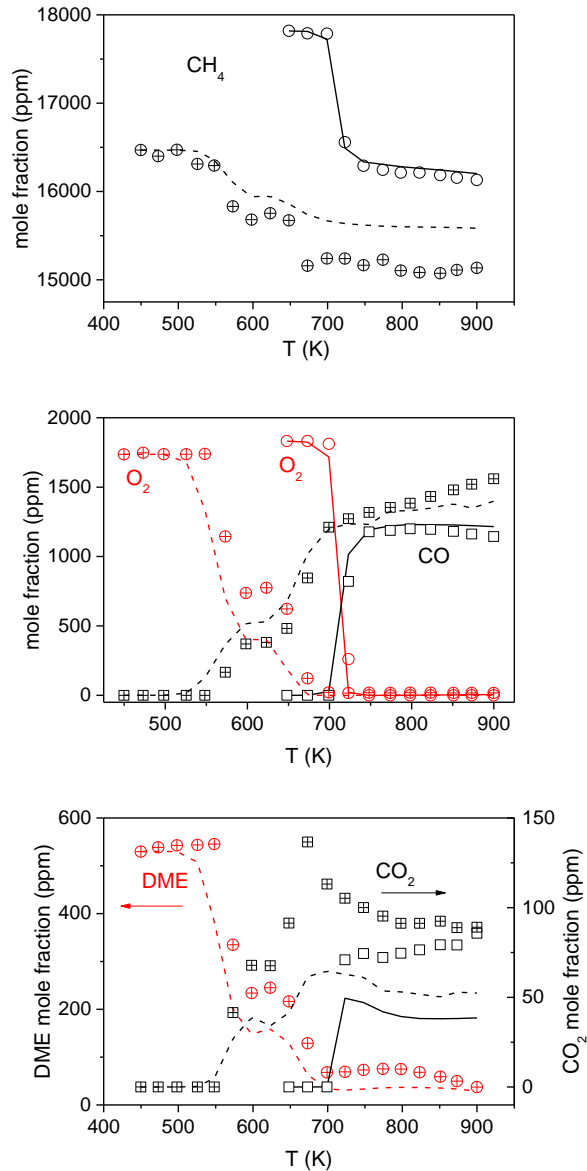 18000
17000
16000
15000
mole fraction (ppm)
CH4
400 500 600 700 800 900
T (K)
2000
1500
1000
500
0
mole fraction (ppm)
O2
O2
CO
500 600 700 800 900
T (K)
600
400
200
0
DME mole fraction (ppm)
DME
CO2
150
100
50
0
CO2 mole fraction (ppm)
400 500 600 700 800 900
T (K)